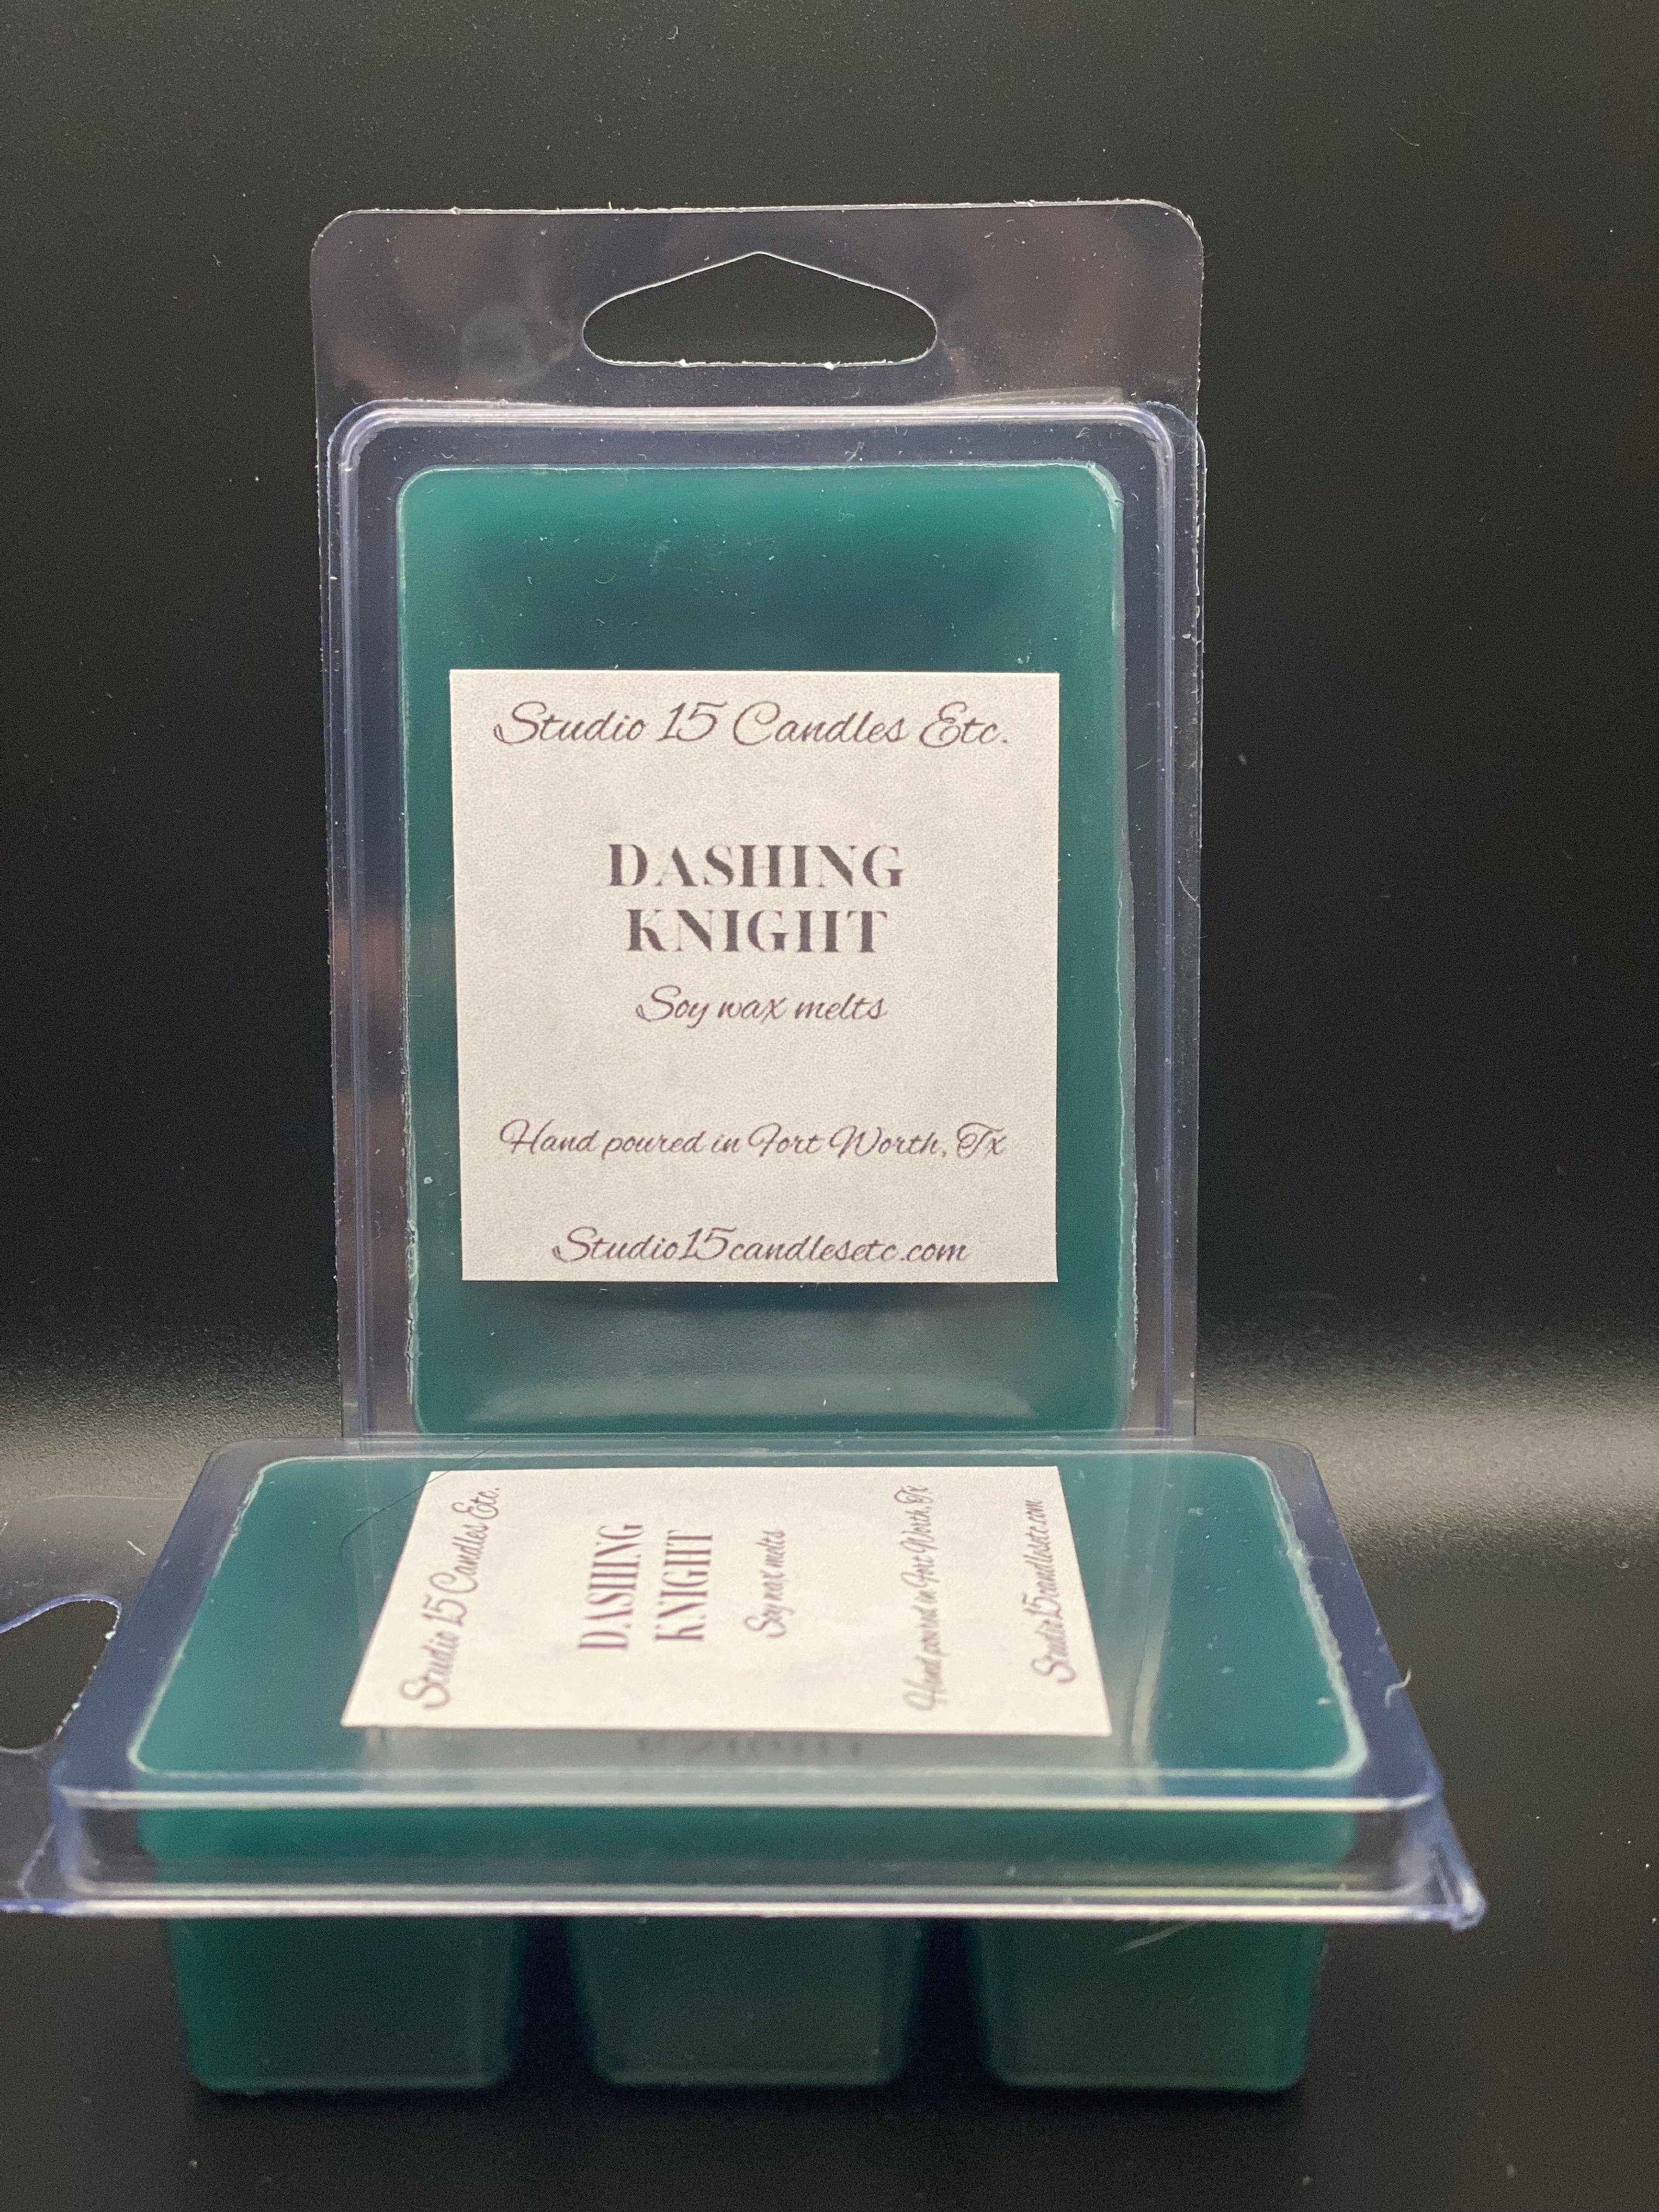 Studio 15 Candles Etc.
DASHING
KNIGHT
Soy wax melts
Hand poured in Fort Worth, Tx
Studio15candlesetc.com
Studio 15 Candles Etc.
DASHING
KNIGHT
Soy wax melts
Hand poured in Fort Worth, Tx
Studio15candlesetc.com